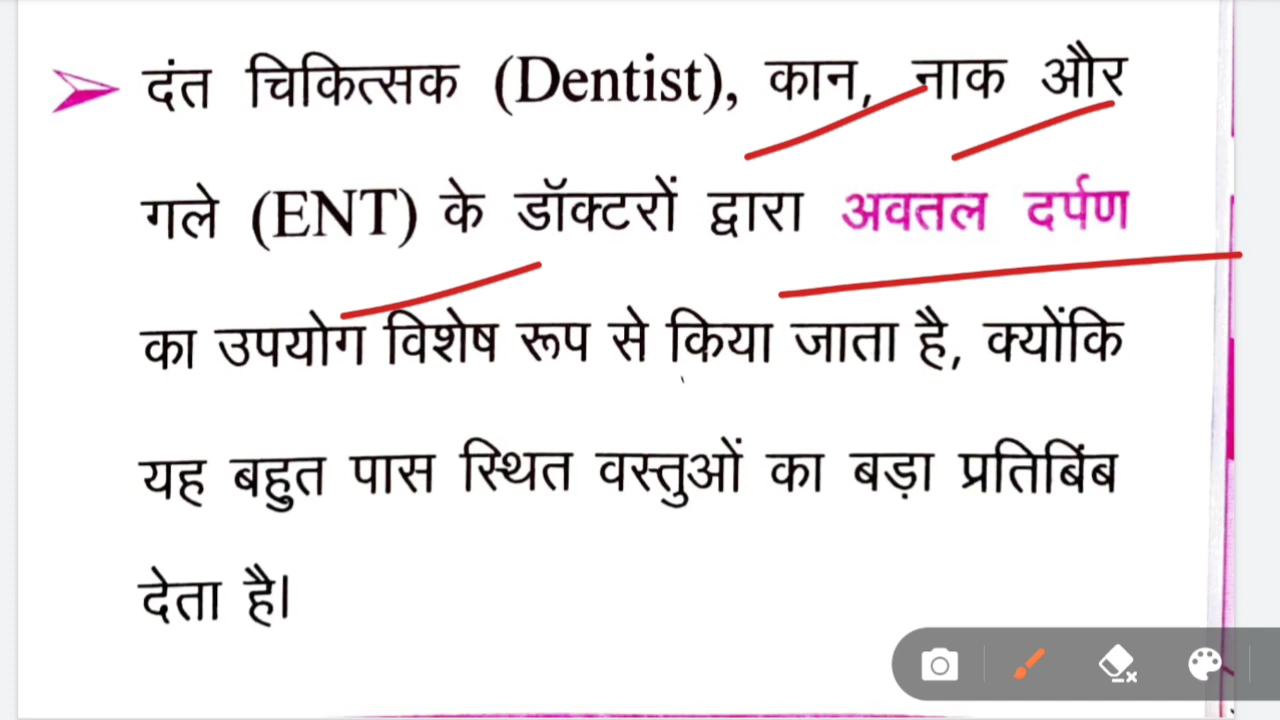 दंत चिकित्सक (Dentist), कान, नाक और
गले (ENT) के डॉक्टरों द्वारा अवतल दर्पण
का उपयोग विशेष रूप से किया जाता है, क्योंकि
यह बहुत पास स्थित वस्तुओं का बड़ा प्रतिबिंब
देता है।